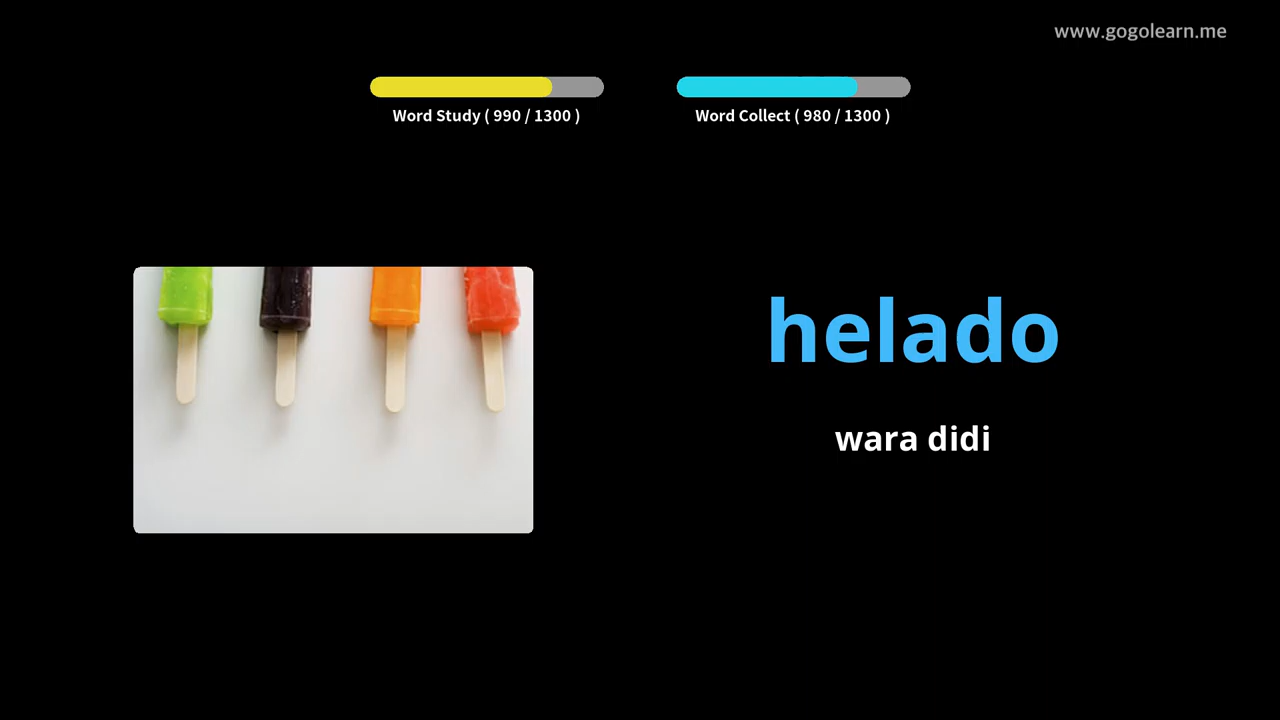 www.gogolearn.me
Word Study ( 990 / 1300 )
Word Collect ( 980 / 1300 )
helado
wara didi